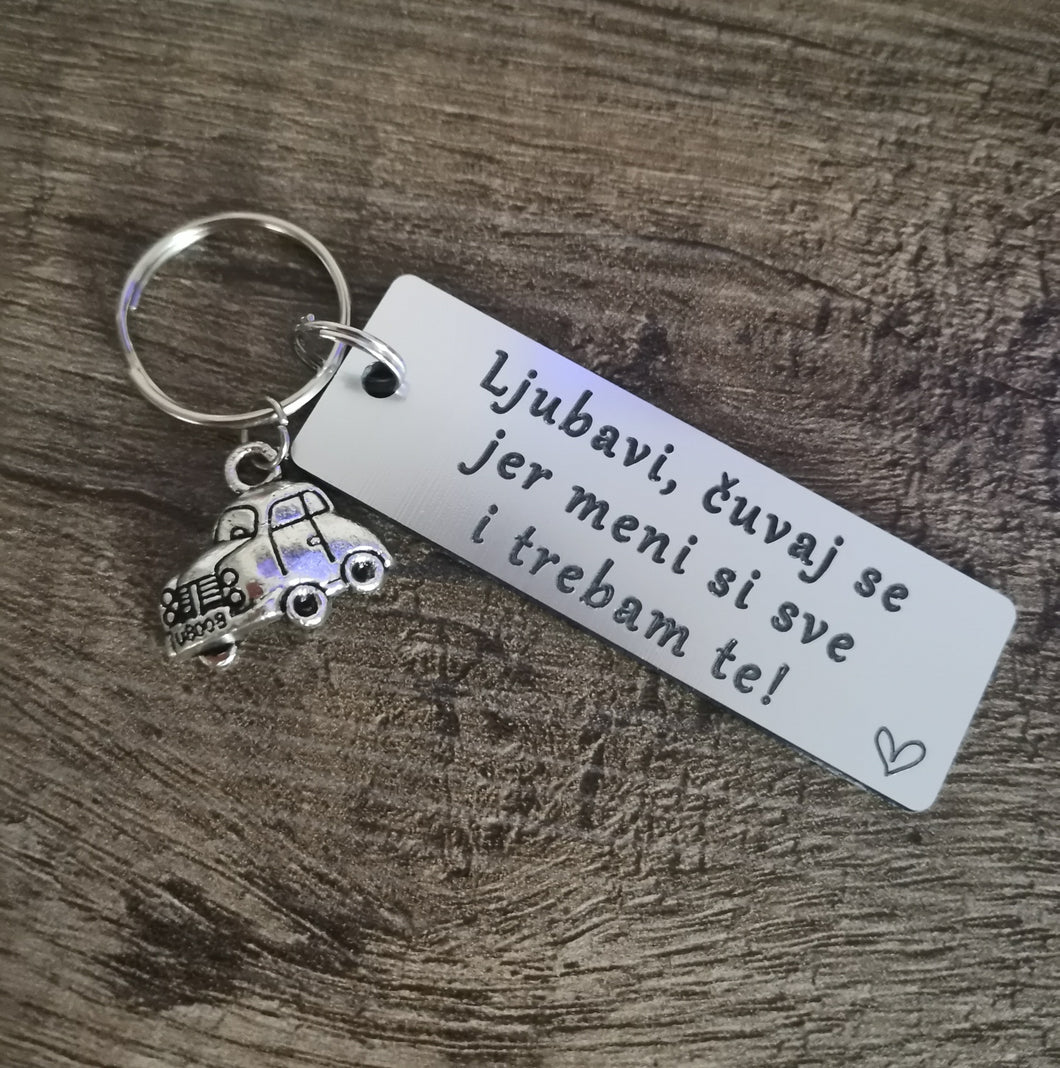 Ljubavi, čuvaj se
jer meni si sve
i trebam te!